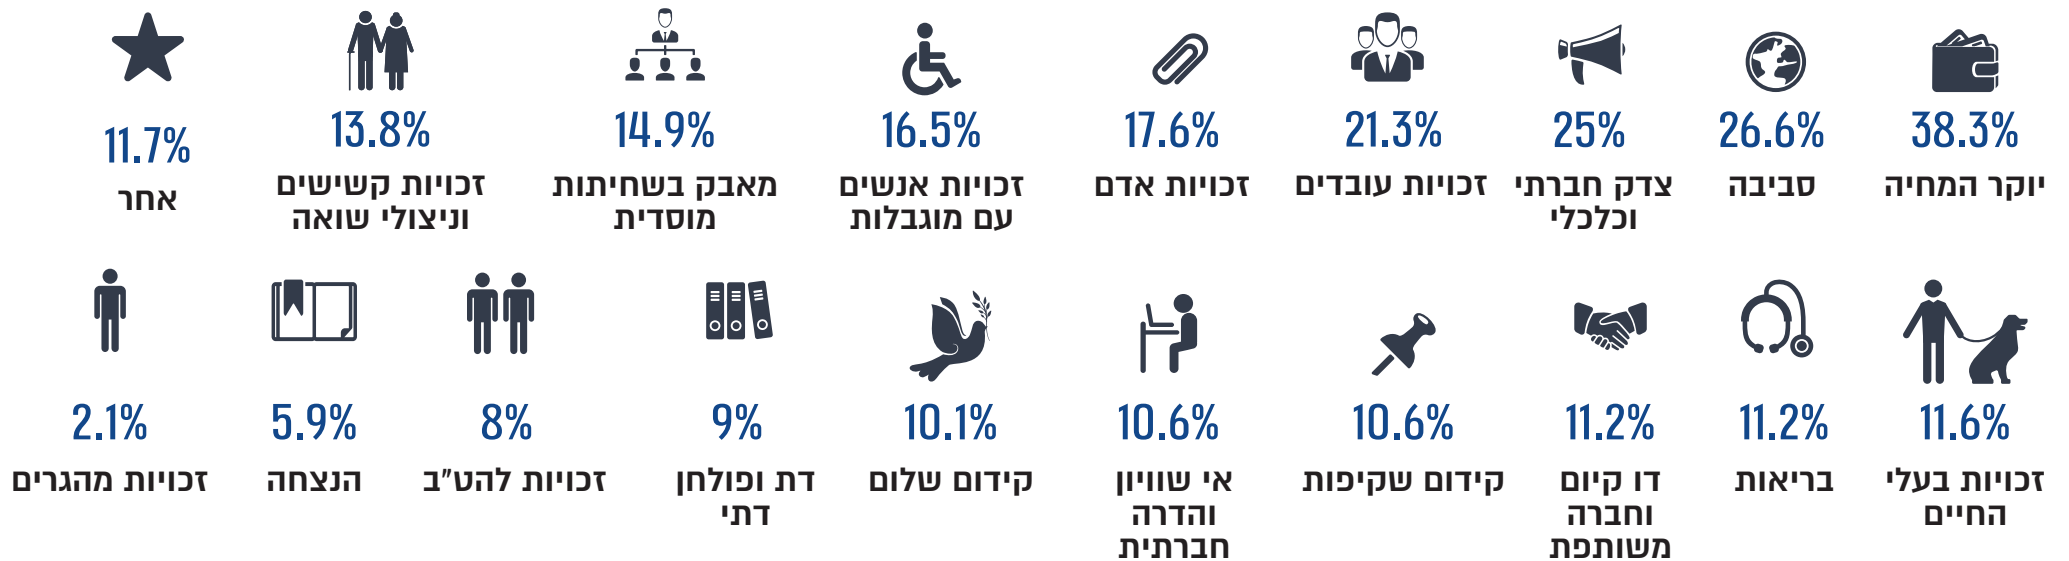 38.3%
יוקר המחיה
26.6%
סביבה
25%
צדק חברתי
וכלכלי
21.3%
זכויות עובדים
17.6%
זכויות אדם
16.5%
זכויות אנשים
עם מוגבלות
14.9%
מאבק בשחיתות
מוסדית
13.8%
זכויות קשישים
וניצולי שואה
11.7%
אחר
11.6%
זכויות בעלי
החיים
11.2%
בריאות
11.2%
דו קיום
וחברה
משותפת
10.6%
קידום שקיפות
10.6%
אי שוויון
והדרה
חברתית
10.1%
קידום שלום
9%
דת ופולחן
דתי
8%
זכויות להט"ב
5.9%
הנצחה
2.1%
זכויות מהגרים